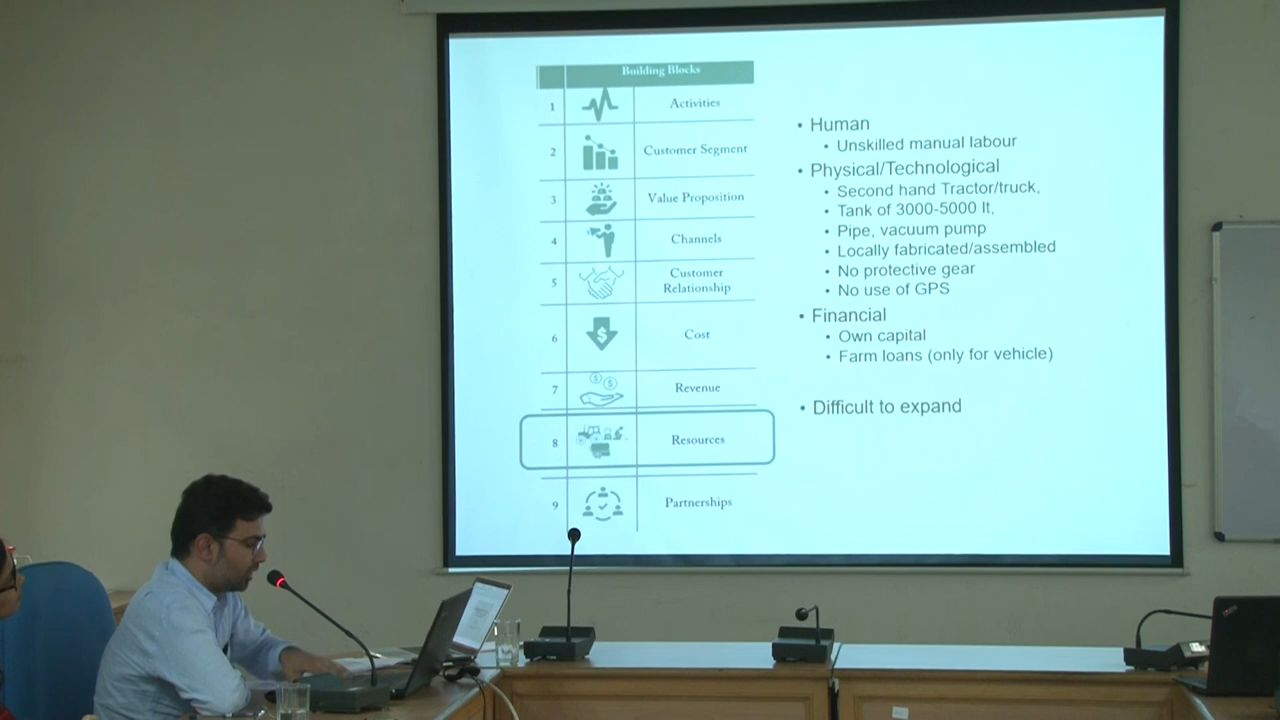 Building Blocks
1 Activities
2 Customer Segment
3 Value Proposition
4 Channels
5 Customer
Relationship
6 Cost
7 Revenue
8 Resources
9 Partnerships
• Human
• Unskilled manual labour
• Physical/Technological
• Second hand Tractor/truck,
• Tank of 3000-5000 lt,
• Pipe, vacuum pump
• Locally fabricated/assembled
• No protective gear
• No use of GPS
• Financial
• Own capital
• Farm loans (only for vehicle)
• Difficult to expand